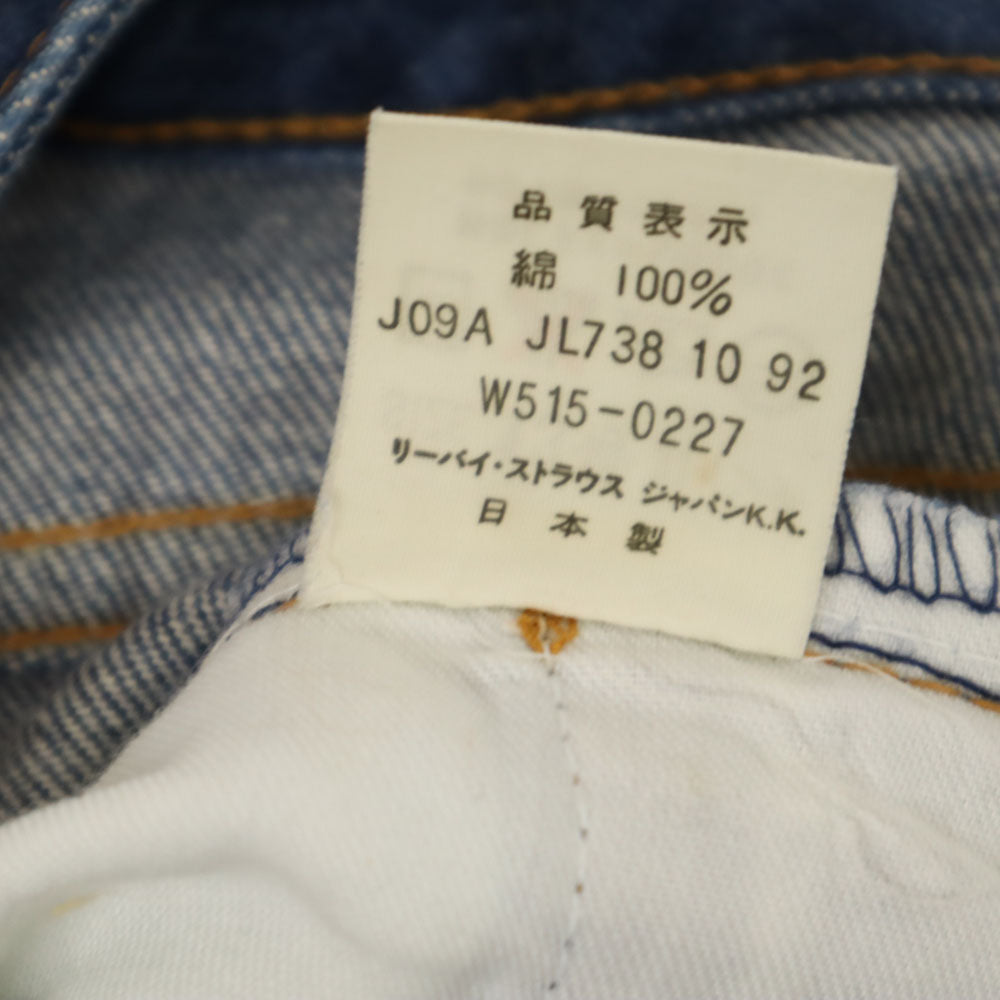 品質表示
綿 100%
J09A JL738 10 92
W515-0227
リーバイ・ストラウス ジャパンK.K.
日本製